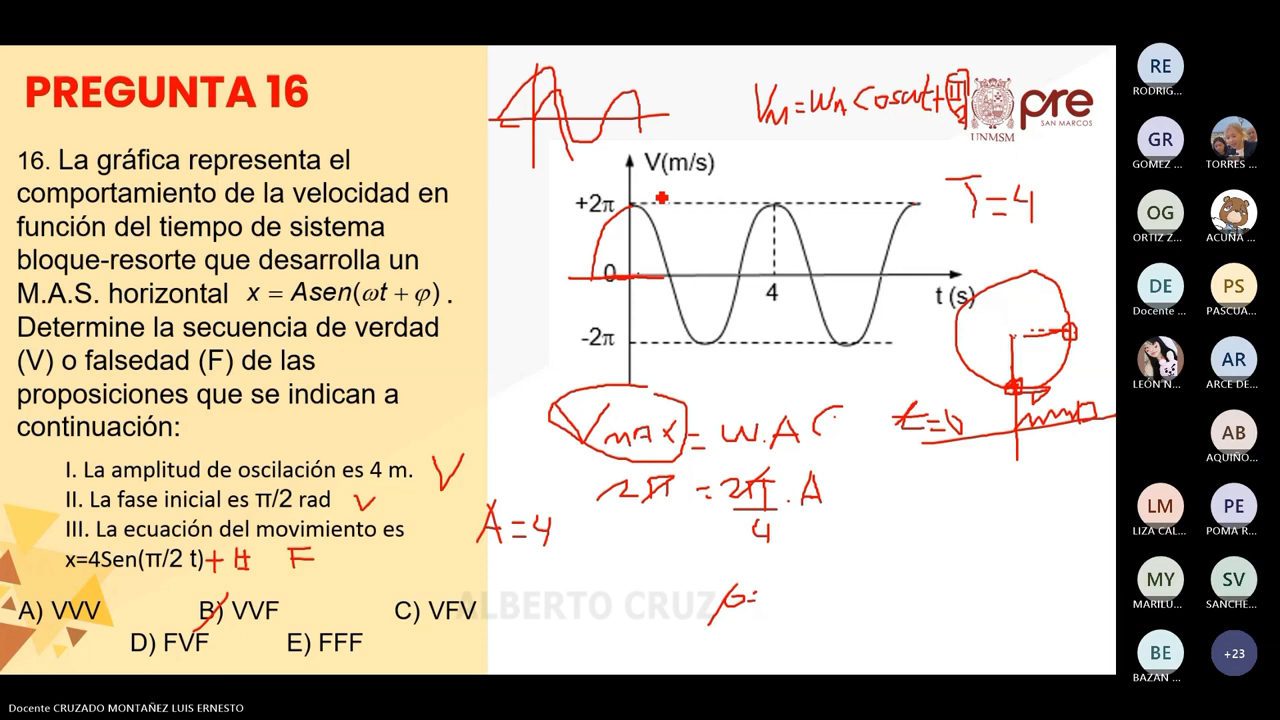 PREGUNTA 16
16. La gráfica representa el
comportamiento de la velocidad en
función del tiempo de sistema
bloque-resorte que desarrolla un
M.A.S. horizontal x = Asen(ωt + φ) .
Determine la secuencia de verdad
(V) o falsedad (F) de las
proposiciones que se indican a
continuación:
I. La amplitud de oscilación es 4 m. V
II. La fase inicial es π/2 rad V
III. La ecuación del movimiento es
x=4Sen(π/2 t) F
A) VVV B) VVF C) VFV
D) FVF E) FFF
UNMSM
pre
SAN MARCOS
V(m/s)
+2π
0
-2π
4
t (s)
T=4
t=0
VMAX = W.A
2π = 2π/4 . A
A=4
ALBERTO CRUZ
RE
RODRIG...
GR
GOMEZ ...
TORRES ...
OG
ORTIZ Z...
ACUÑA ...
DE
Docente ...
PS
PASCUA...
LEÓN N...
AR
ARCE DE...
SU
SULCA G...
AB
AQUIÑO...
LM
LIZA CAL...
PE
POMA R...
MY
MARILU...
SV
SANCHE...
BE
BAZAN ...
+23
Docente CRUZADO MONTAÑEZ LUIS ERNESTO